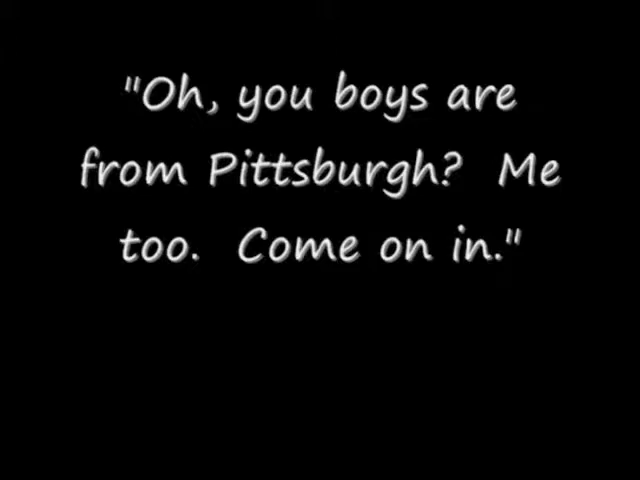 "Oh, you boys are
from Pittsburgh?  Me
too.  Come on in."